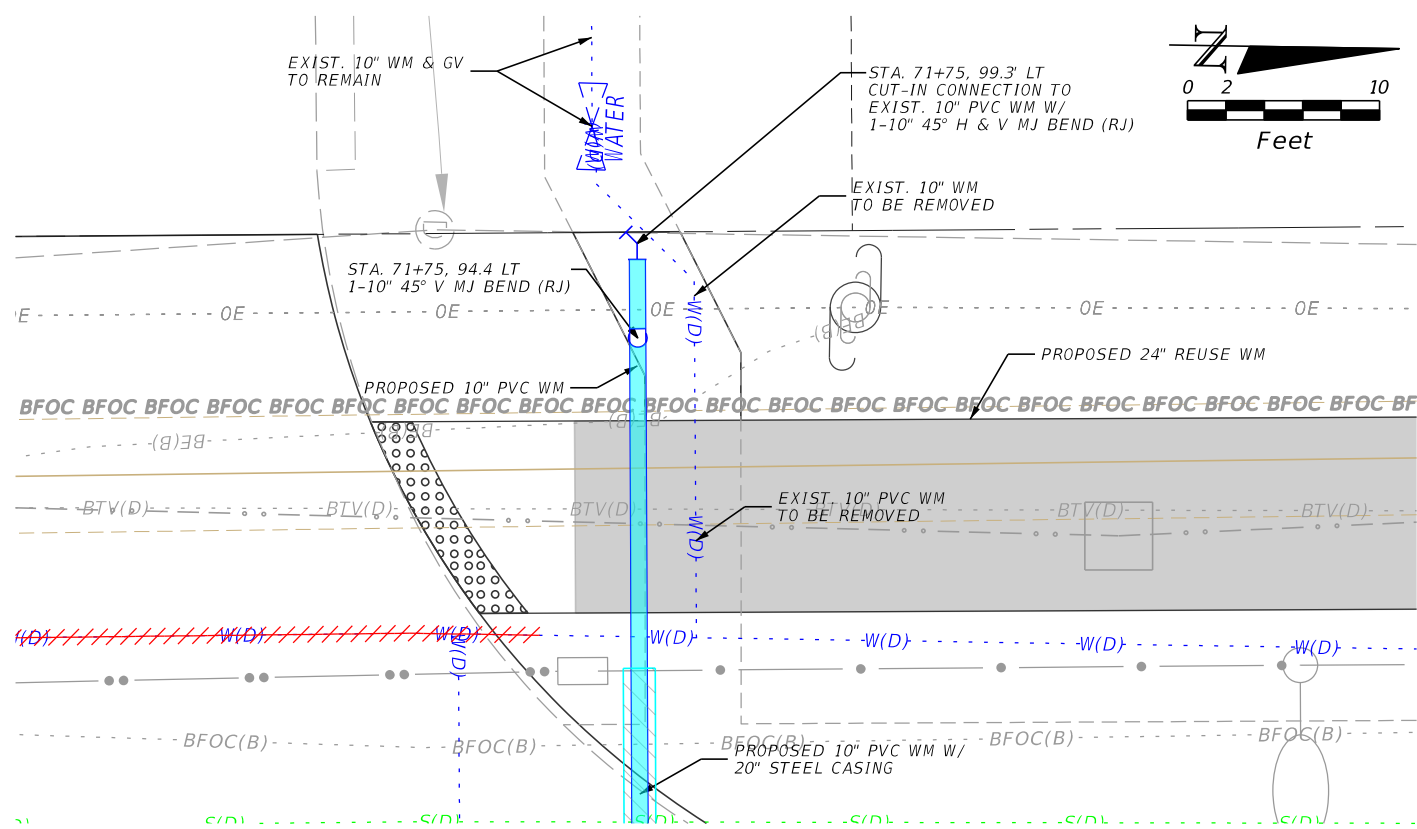 EXIST. 10" WM & GV
TO REMAIN
WATER
STA. 71+75, 99.3' LT
CUT-IN CONNECTION TO
EXIST. 10" PVC WM W/
1-10" 45° H & V MJ BEND (RJ)
N
0 2 10
Feet
EXIST. 10" WM
TO BE REMOVED
STA. 71+75, 94.4 LT
1-10" 45° V MJ BEND (RJ)
OE OE OE OE OE OE OE
W(D)
BE(B)
PROPOSED 24" REUSE WM
PROPOSED 10" PVC WM
BFOC BFOC BFOC BFOC BFOC BFOC BFOC BFOC BFOC BFOC BFOC BFOC BFOC BFOC BFOC BFOC BFOC BFOC BFOC BFOC BFOC BFOC BF
BE(B) BE(B) BE(B)
EXIST. 10" PVC WM
TO BE REMOVED
BTV(D) BTV(D) BTV(D) BTV(D) BTV(D) BTV(D)
W(D)
W(D) W(D) W(D) W(D) W(D) W(D) W(D)
W(D)
BFOC(B) BFOC(B) BFOC(B) BFOC(B) BFOC(B)
PROPOSED 10" PVC WM W/
20" STEEL CASING
S(D) S(D) S(D) S(D) S(D) S(D)